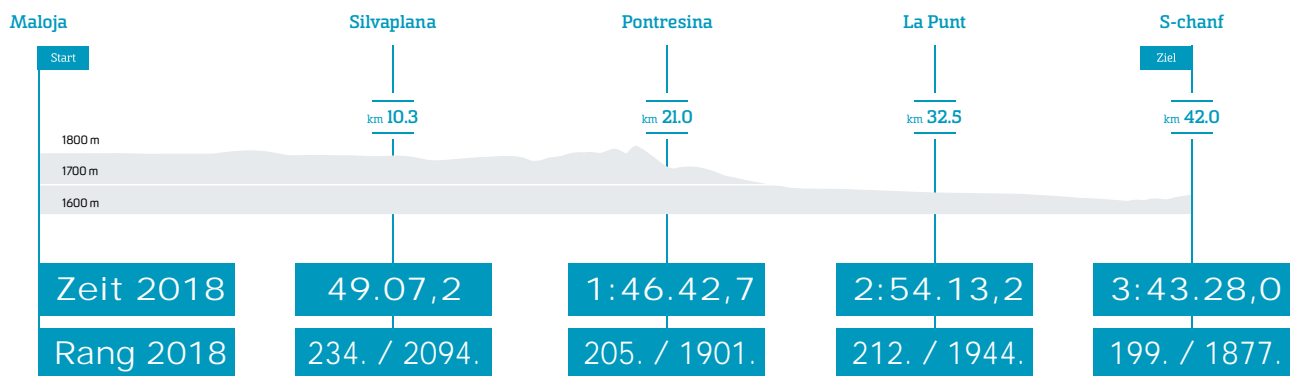 Maloja Silvaplana Pontresina La Punt S-chanf
Start Ziel
km 10.3 km 21.0 km 32.5 km 42.0
1800 m
1700 m
1600 m
Zeit 2018 49.07,2 1:46.42,7 2:54.13,2 3:43.28,0
Rang 2018 234. / 2094. 205. / 1901. 212. / 1944. 199. / 1877.